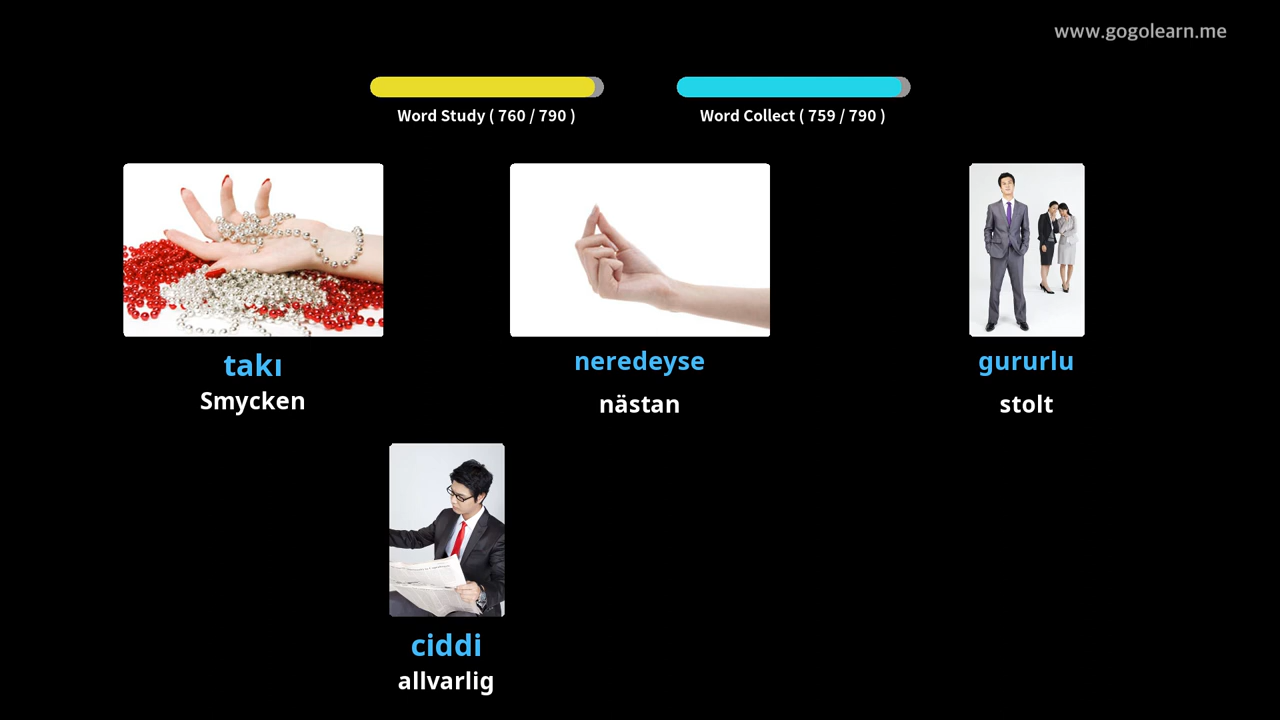 www.gogolearn.me
Word Study ( 760 / 790 )
Word Collect ( 759 / 790 )
takı
Smycken
neredeyse
nästan
gururlu
stolt
ciddi
allvarlig